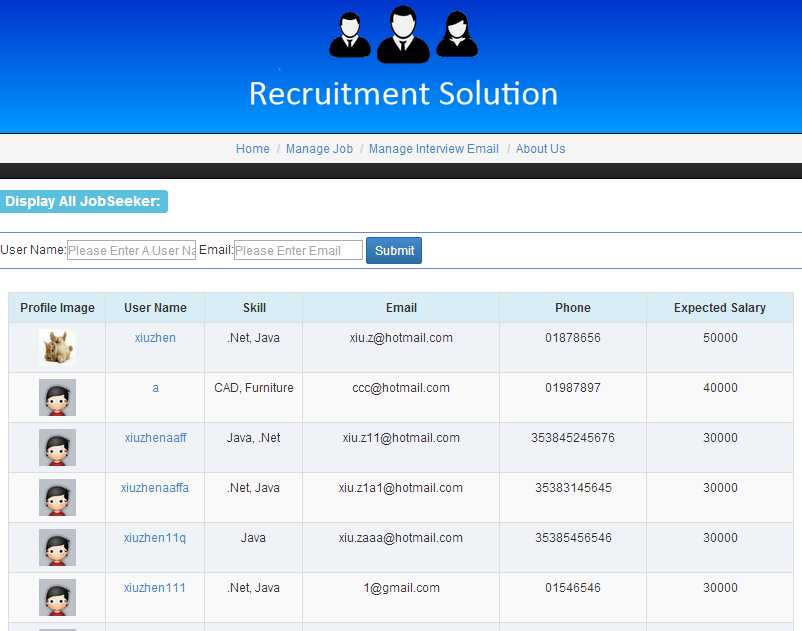 Recruitment Solution
Home / Manage Job / Manage Interview Email / About Us
Display All JobSeeker:
User Name: Please Enter A User Na Email: Please Enter Email Submit
Profile Image User Name Skill Email Phone Expected Salary
xiuzhen .Net, Java xiu.z@hotmail.com 01878656 50000
a CAD, Furniture ccc@hotmail.com 01987897 40000
xiuzhenaaff Java, .Net xiu.z11@hotmail.com 353845245676 30000
xiuzhenaaffa .Net, Java xiu.z1a1@hotmail.com 35383145645 30000
xiuzhen11q Java xiu.zaaa@hotmail.com 35385456546 30000
xiuzhen111 .Net, Java 1@gmail.com 01546546 30000